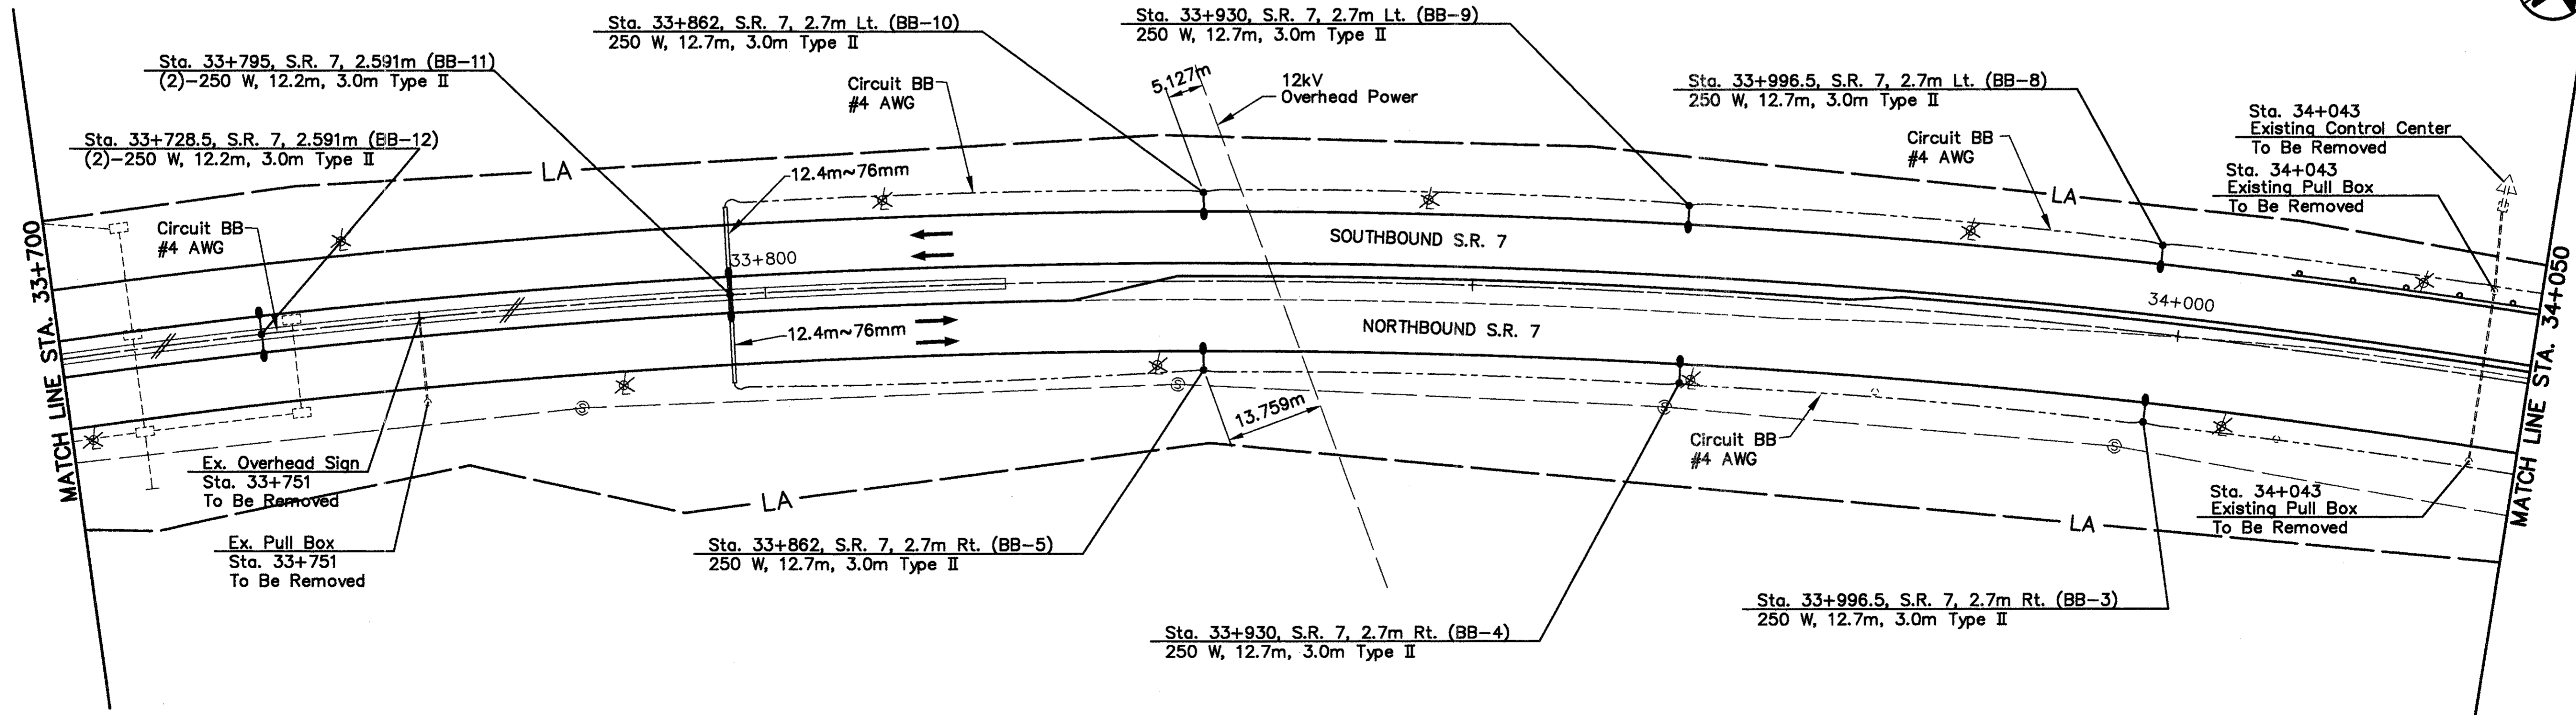 Sta. 33+862, S.R. 7, 2.7m Lt. (BB-10)
250 W, 12.7m, 3.0m Type II
Sta. 33+930, S.R. 7, 2.7m Lt. (BB-9)
250 W, 12.7m, 3.0m Type II
Sta. 33+795, S.R. 7, 2.591m (BB-11)
(2)-250 W, 12.2m, 3.0m Type II
Circuit BB
#4 AWG
5.127m
12kV
Overhead Power
Sta. 33+996.5, S.R. 7, 2.7m Lt. (BB-8)
250 W, 12.7m, 3.0m Type II
Sta. 34+043
Existing Control Center
To Be Removed
Sta. 33+728.5, S.R. 7, 2.591m (BB-12)
(2)-250 W, 12.2m, 3.0m Type II
Circuit BB
#4 AWG
Sta. 34+043
Existing Pull Box
To Be Removed
LA
12.4m~76mm
LA
Circuit BB
#4 AWG
33+800
SOUTHBOUND S.R. 7
34+000
12.4m~76mm
NORTHBOUND S.R. 7
MATCH LINE STA. 33+700
MATCH LINE STA. 34+050
S
S
S
S
13.759m
Circuit BB
#4 AWG
Ex. Overhead Sign
Sta. 33+751
To Be Removed
LA
LA
Sta. 34+043
Existing Pull Box
To Be Removed
Ex. Pull Box
Sta. 33+751
To Be Removed
Sta. 33+862, S.R. 7, 2.7m Rt. (BB-5)
250 W, 12.7m, 3.0m Type II
Sta. 33+996.5, S.R. 7, 2.7m Rt. (BB-3)
250 W, 12.7m, 3.0m Type II
Sta. 33+930, S.R. 7, 2.7m Rt. (BB-4)
250 W, 12.7m, 3.0m Type II